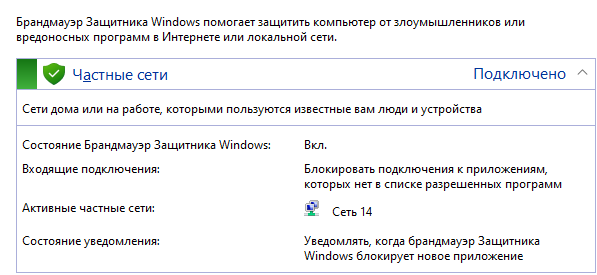 Брандмауэр Защитника Windows помогает защитить компьютер от злоумышленников или
вредоносных программ в Интернете или локальной сети.
Частные сети Подключено
Сети дома или на работе, которыми пользуются известные вам люди и устройства
Состояние Брандмауэр Защитника Windows: Вкл.
Входящие подключения: Блокировать подключения к приложениям,
которых нет в списке разрешенных программ
Активные частные сети: Сеть 14
Состояние уведомления: Уведомлять, когда брандмауэр Защитника
Windows блокирует новое приложение